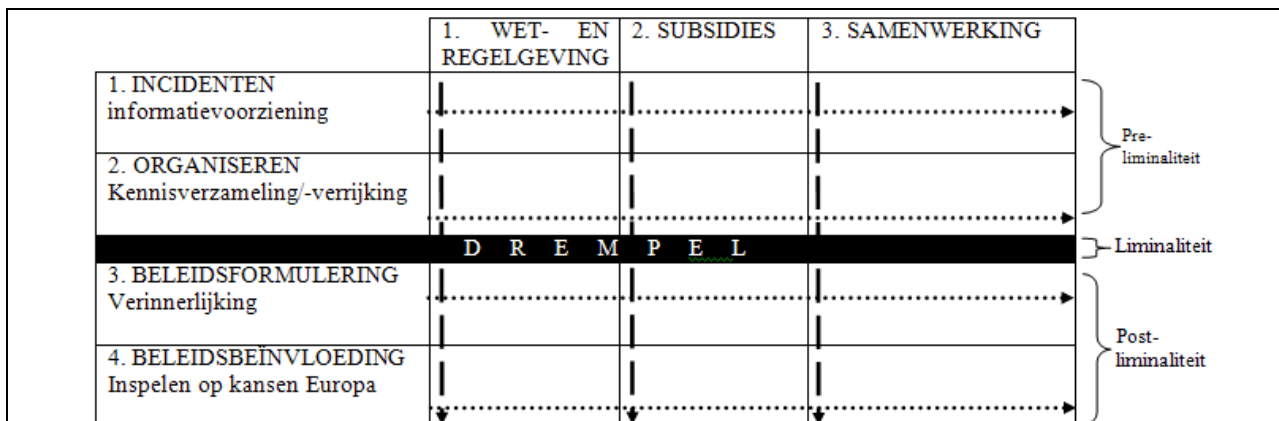 1. WET- EN
REGELGEVING
2. SUBSIDIES
3. SAMENWERKING
1. INCIDENTEN
informatievoorziening
2. ORGANISEREN
Kennisverzameling/-verrijking
Pre-
liminaliteit
D R E M P E L
Liminaliteit
3. BELEIDSFORMULERING
Verinnerlijking
4. BELEIDSBEÏNVLOEDING
Inspelen op kansen Europa
Post-
liminaliteit